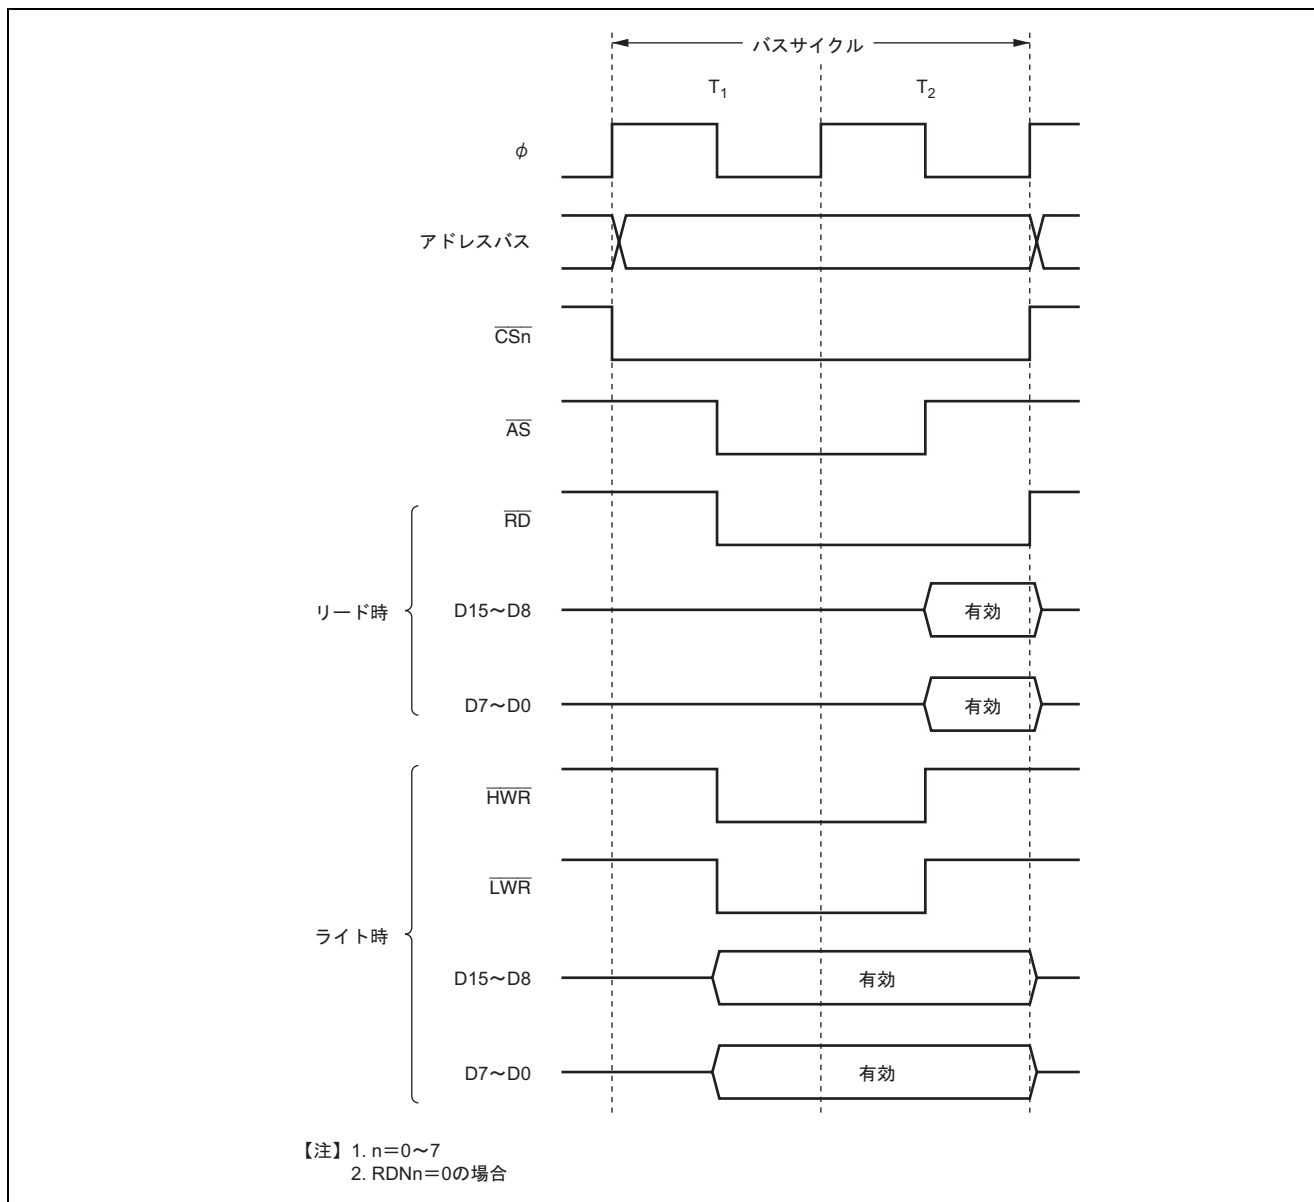 バスサイクル
T1 T2
φ
アドレスバス
CSn
AS
RD
リード時
D15～D8 有効
D7～D0 有効
HWR
LWR
ライト時
D15～D8 有効
D7～D0 有効
【注】 1. n＝0～7
2. RDNn＝0の場合